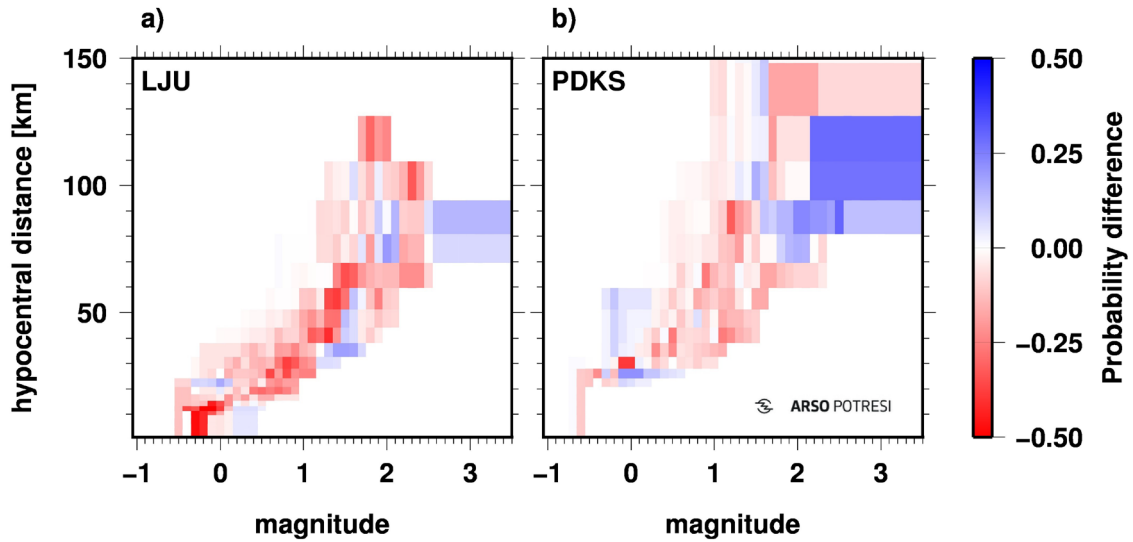 a)
b)
LJU
PDKS
hypocentral distance [km]
150
100
50
−1 0 1 2 3
magnitude
−1 0 1 2 3
magnitude
ARSO POTRESI
0.50
0.25
0.00
−0.25
−0.50
Probability difference